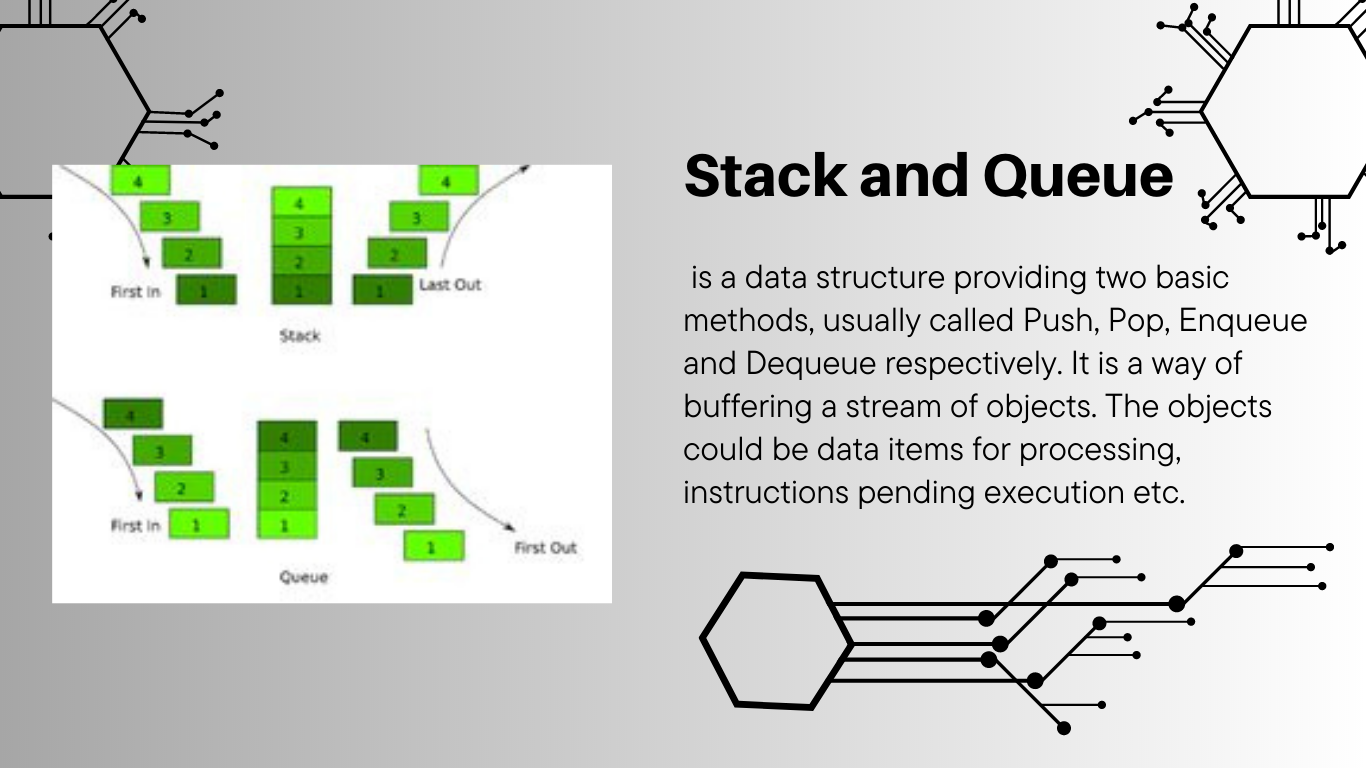 Stack and Queue
is a data structure providing two basic
methods, usually called Push, Pop, Enqueue
and Dequeue respectively. It is a way of
buffering a stream of objects. The objects
could be data items for processing,
instructions pending execution etc.
4
3
2
First In
1
4
3
2
1
4
3
2
1
Last Out
Stack
4
3
2
First In
1
4
3
2
1
4
3
2
1
First Out
Queue